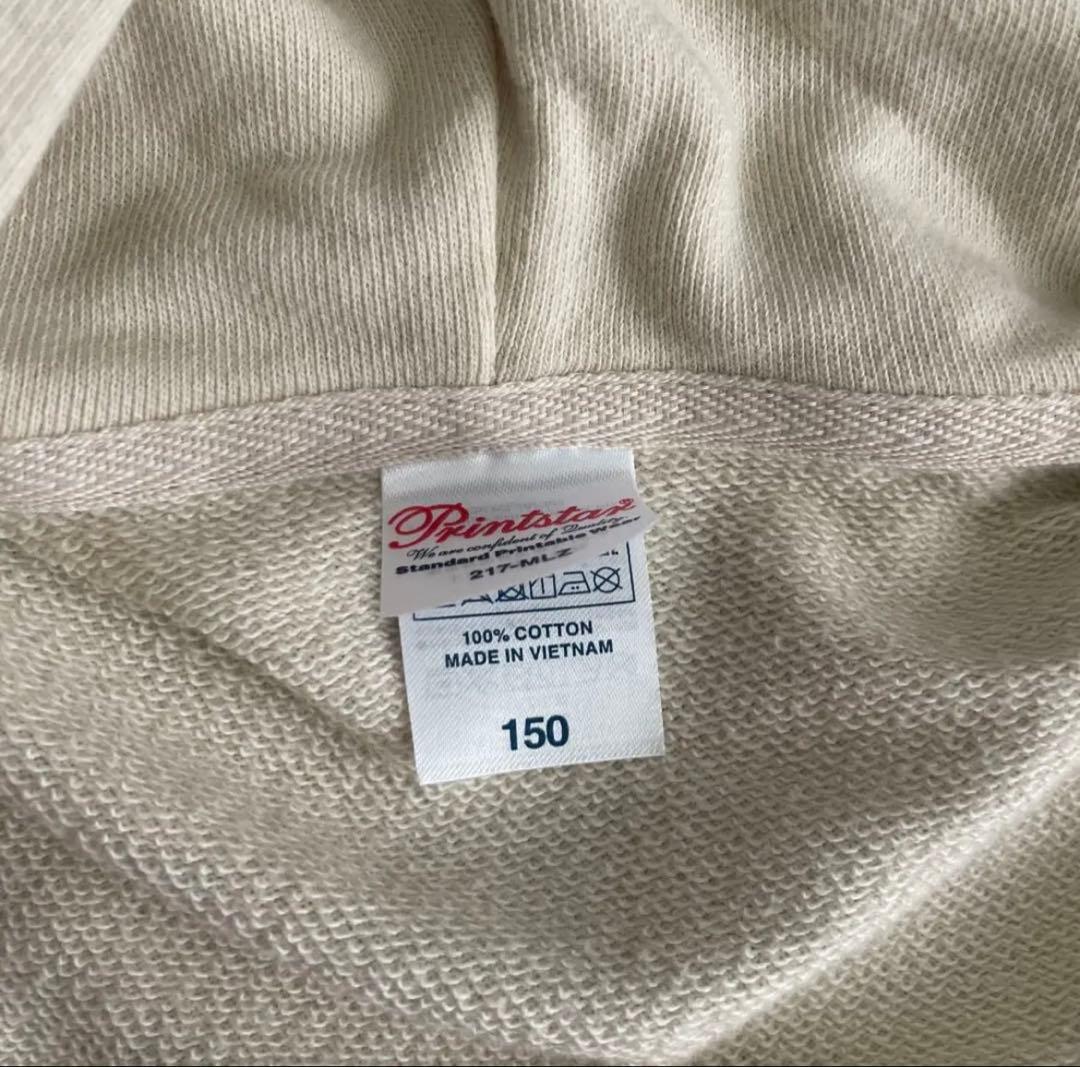 Printstar®
We are confident of Quality
Standard Printable Wear
217-MLZ
100% COTTON
MADE IN VIETNAM
150